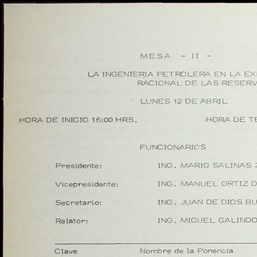 MESA - II -
LA INGENIERIA PETROLERA EN LA EX
RACIONAL DE LAS RESERV
LUNES 12 DE ABRIL
HORA DE INICIO 16:00 HRS. HORA DE TE
FUNCIONARIOS
Presidente: ING. MARIO SALINAS
Vicepresidente: ING. MANUEL ORTIZ D
Secretario: ING. JUAN DE DIOS BU
Relator: ING. MIGUEL GALINDO
Clave Nombre de la Ponencia